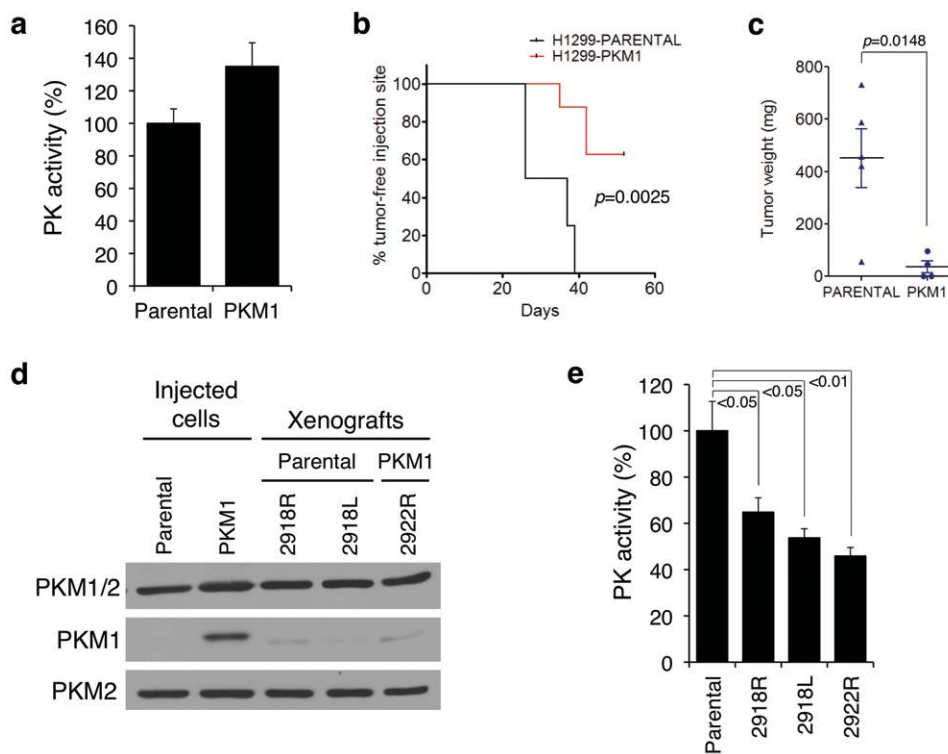 a
PK activity (%)
160
140
120
100
80
60
40
20
0
Parental PKM1
b
H1299-PARENTAL
H1299-PKM1
% tumor-free injection site
100
80
60
40
20
0
p=0.0025
0 20 40 60
Days
c
p=0.0148
Tumor weight (mg)
800
600
400
200
0
PARENTAL PKM1
d
Injected
cells
Xenografts
Parental PKM1
Parental PKM1 2918R 2918L 2922R
PKM1/2
PKM1
PKM2
e
PK activity (%)
120
100
80
60
40
20
0
<0.05 <0.05 <0.01
Parental 2918R 2918L 2922R